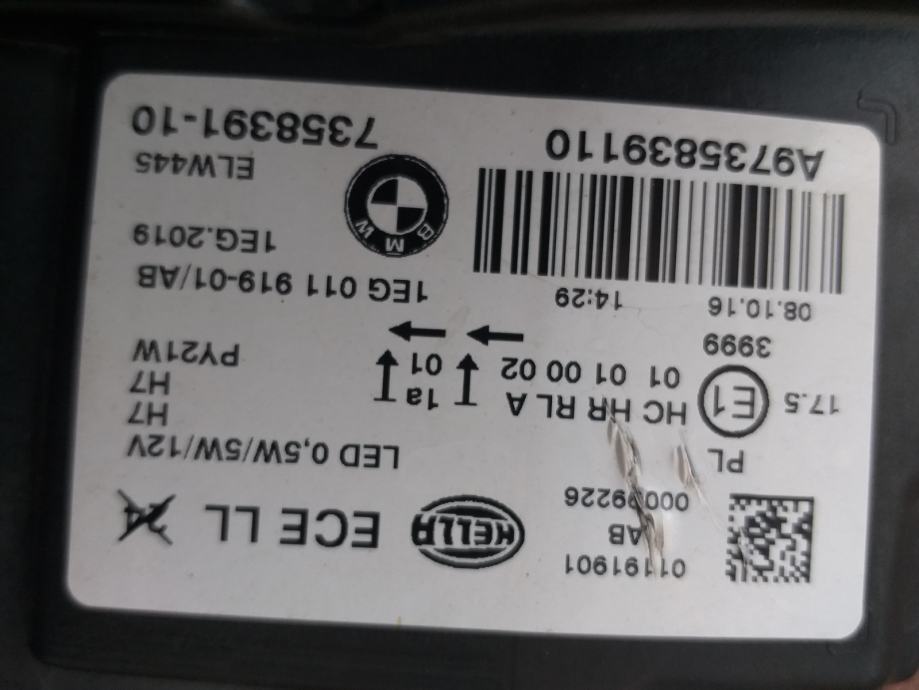 01191901
AB
HELLA
ECE LL 24
PL
LED 0,5W/5W/12V
17.5 E1 HC HR RL A 1a
H7
01 01 00 02 01
H7
3999
PY21W
08.10.16 14:29
1EG 011 919-01/AB
1EG.2019
BMW
ELW445
A9735839110
7358391-10